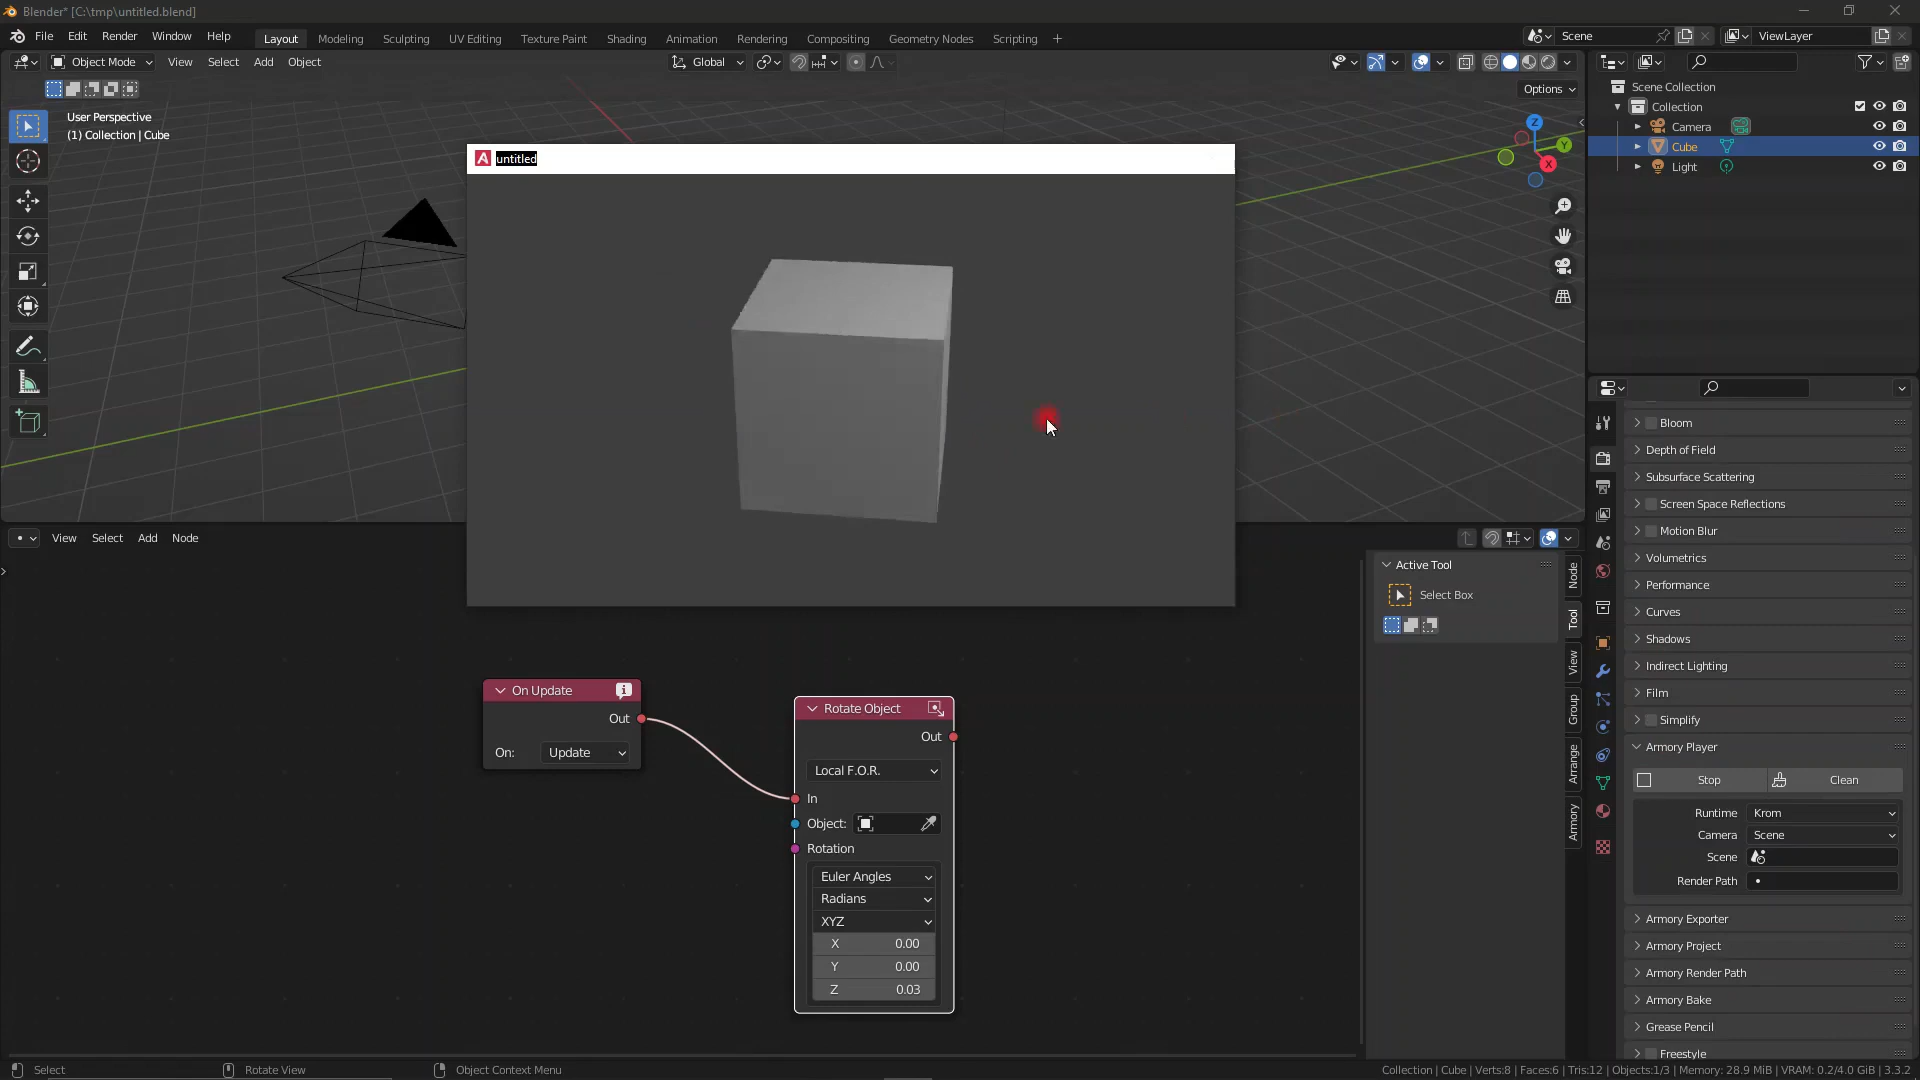 Blender* [C:\tmp\untitled.blend]
File Edit Render Window Help
Layout Modeling Sculpting UV Editing Texture Paint Shading Animation Rendering Compositing Geometry Nodes Scripting +
Scene
ViewLayer
Object Mode View Select Add Object
Global
Options
User Perspective
(1) Collection | Cube
Z
Y
X
untitled
Scene Collection
Collection
Camera
Cube
Light
Bloom
Depth of Field
Subsurface Scattering
Screen Space Reflections
Motion Blur
Volumetrics
Performance
Curves
Shadows
Indirect Lighting
Film
Simplify
Armory Player
Stop Clean
Runtime Krom
Camera Scene
Scene
Render Path
Armory Exporter
Armory Project
Armory Render Path
Armory Bake
Grease Pencil
Freestyle
View Select Add Node
Active Tool
Select Box
Node
Tool
View
Group
Arrange
Armory
On Update
Out
On: Update
Rotate Object
Out
Local F.O.R.
In
Object:
Rotation
Euler Angles
Radians
XYZ
X 0.00
Y 0.00
Z 0.03
Select
Rotate View
Object Context Menu
Collection | Cube | Verts:8 | Faces:6 | Tris:12 | Objects:1/3 | Memory: 28.9 MiB | VRAM: 0.2/4.0 GiB | 3.3.2